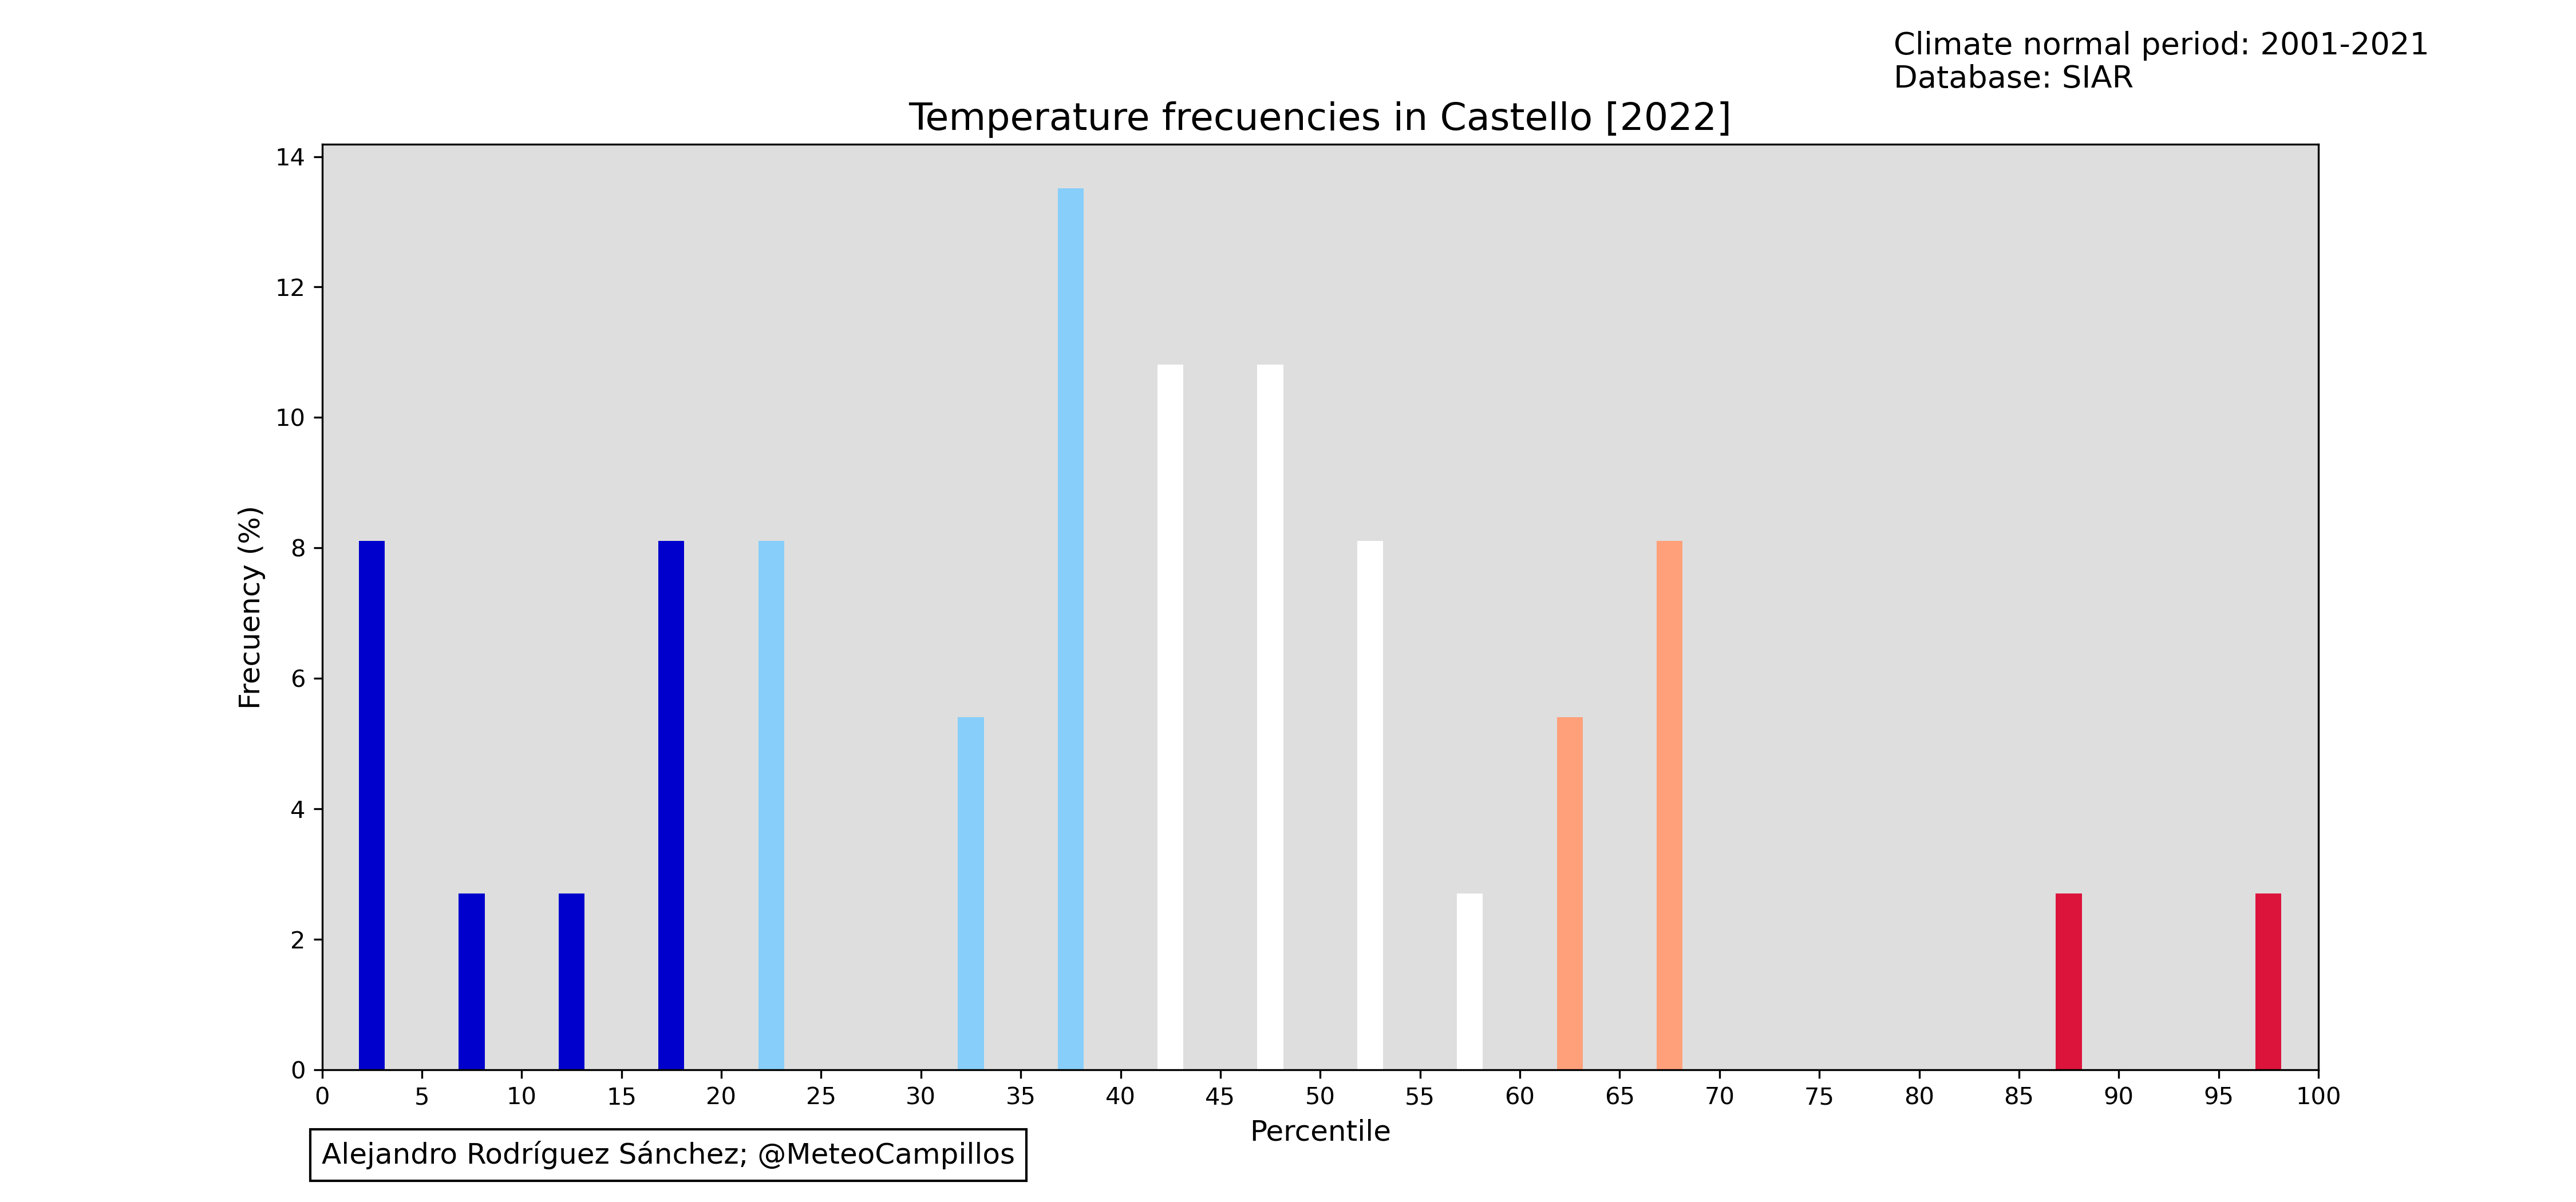 Climate normal period: 2001-2021
Database: SIAR
Temperature frecuencies in Castello [2022]
14
12
10
8
6
4
2
0
Frecuency (%)
0 5 10 15 20 25 30 35 40 45 50 55 60 65 70 75 80 85 90 95 100
Percentile
Alejandro Rodríguez Sánchez; @MeteoCampillos